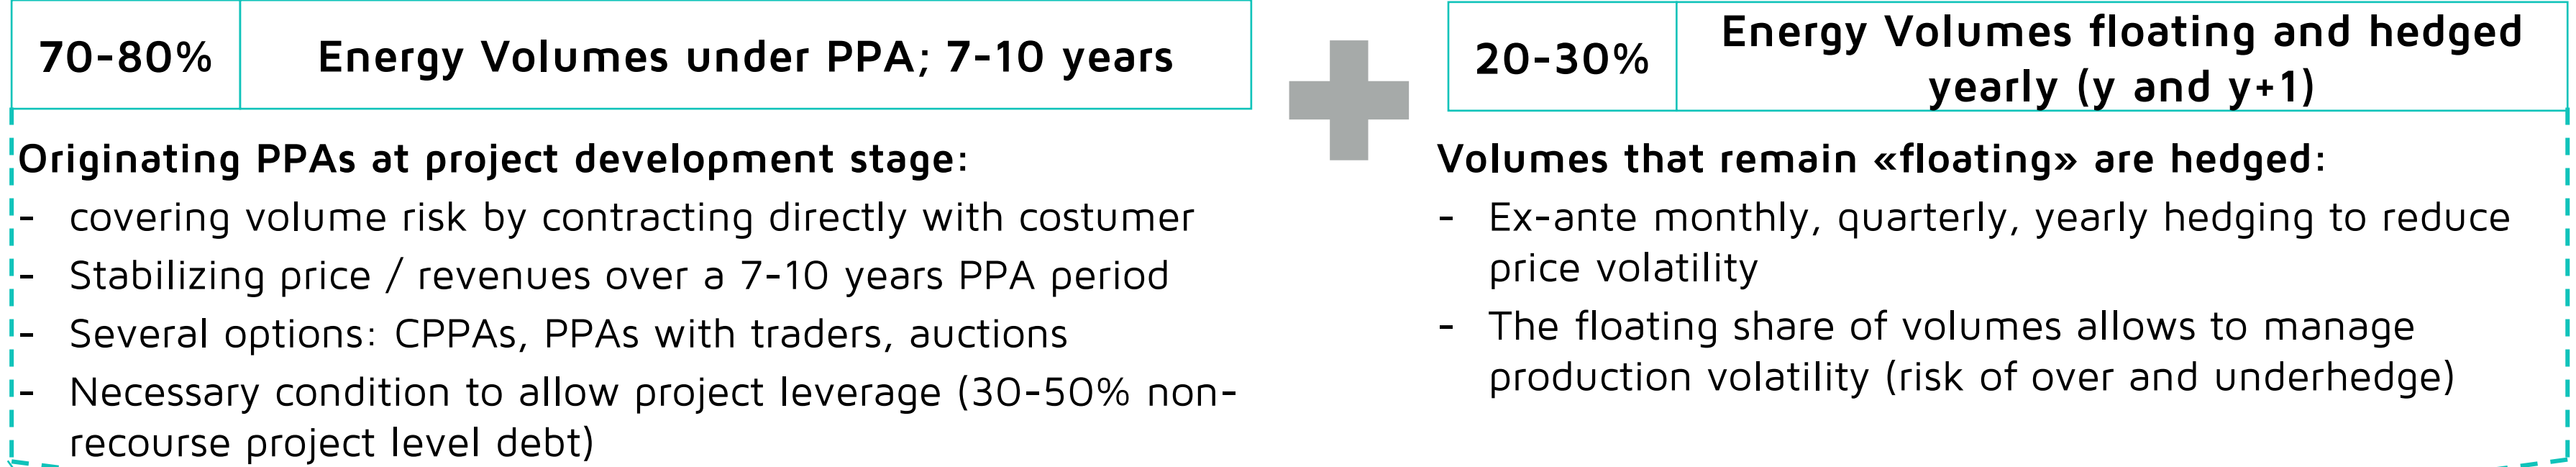 70-80%
Energy Volumes under PPA; 7-10 years
Originating PPAs at project development stage:
- covering volume risk by contracting directly with costumer
- Stabilizing price / revenues over a 7-10 years PPA period
- Several options: CPPAs, PPAs with traders, auctions
- Necessary condition to allow project leverage (30-50% non-
recourse project level debt)
20-30%
Energy Volumes floating and hedged
yearly (y and y+1)
Volumes that remain «floating» are hedged:
- Ex-ante monthly, quarterly, yearly hedging to reduce
price volatility
- The floating share of volumes allows to manage
production volatility (risk of over and underhedge)